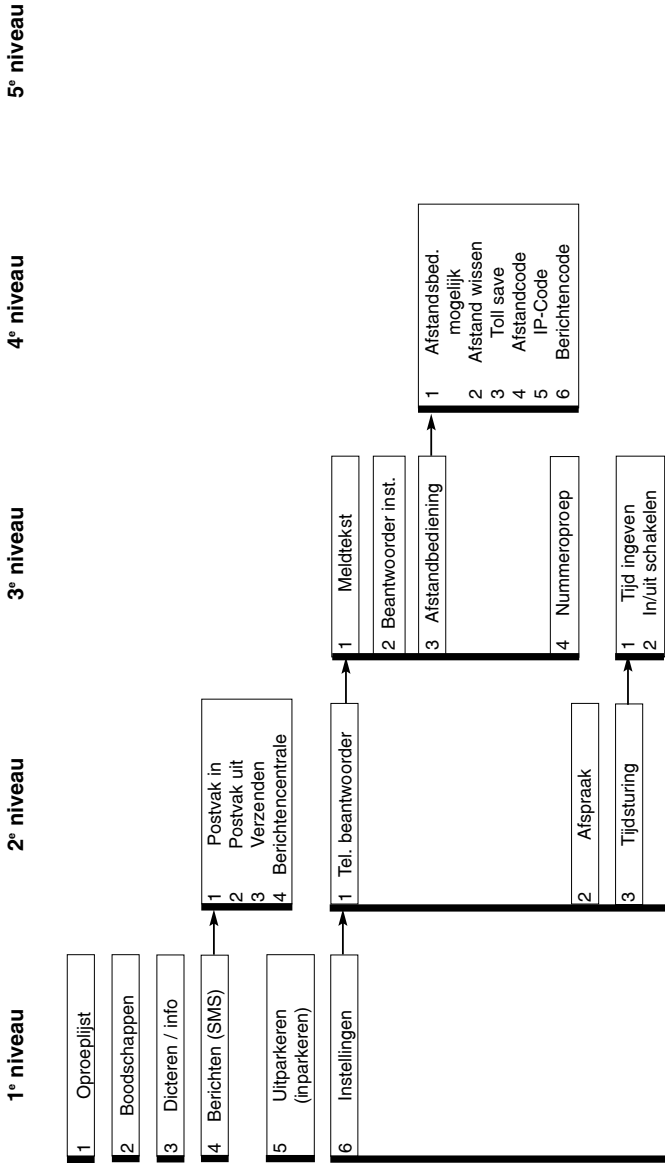 1e niveau
2e niveau
3e niveau
4e niveau
5e niveau
1 Oproeplijst
2 Boodschappen
3 Dicteren / info
4 Berichten (SMS)
1 Postvak in
2 Postvak uit
3 Verzenden
4 Berichtencentrale
5 Uitparkeren
(inparkeren)
6 Instellingen
1 Tel. beantwoorder
1 Meldtekst
2 Beantwoorder inst.
3 Afstandbediening
1 Afstandsbed.
mogelijk
2 Afstand wissen
3 Toll save
4 Afstandcode
5 IP-Code
6 Berichtencode
4 Nummeroproep
2 Afspraak
3 Tijdsturing
1 Tijd ingeven
2 In/uit schakelen